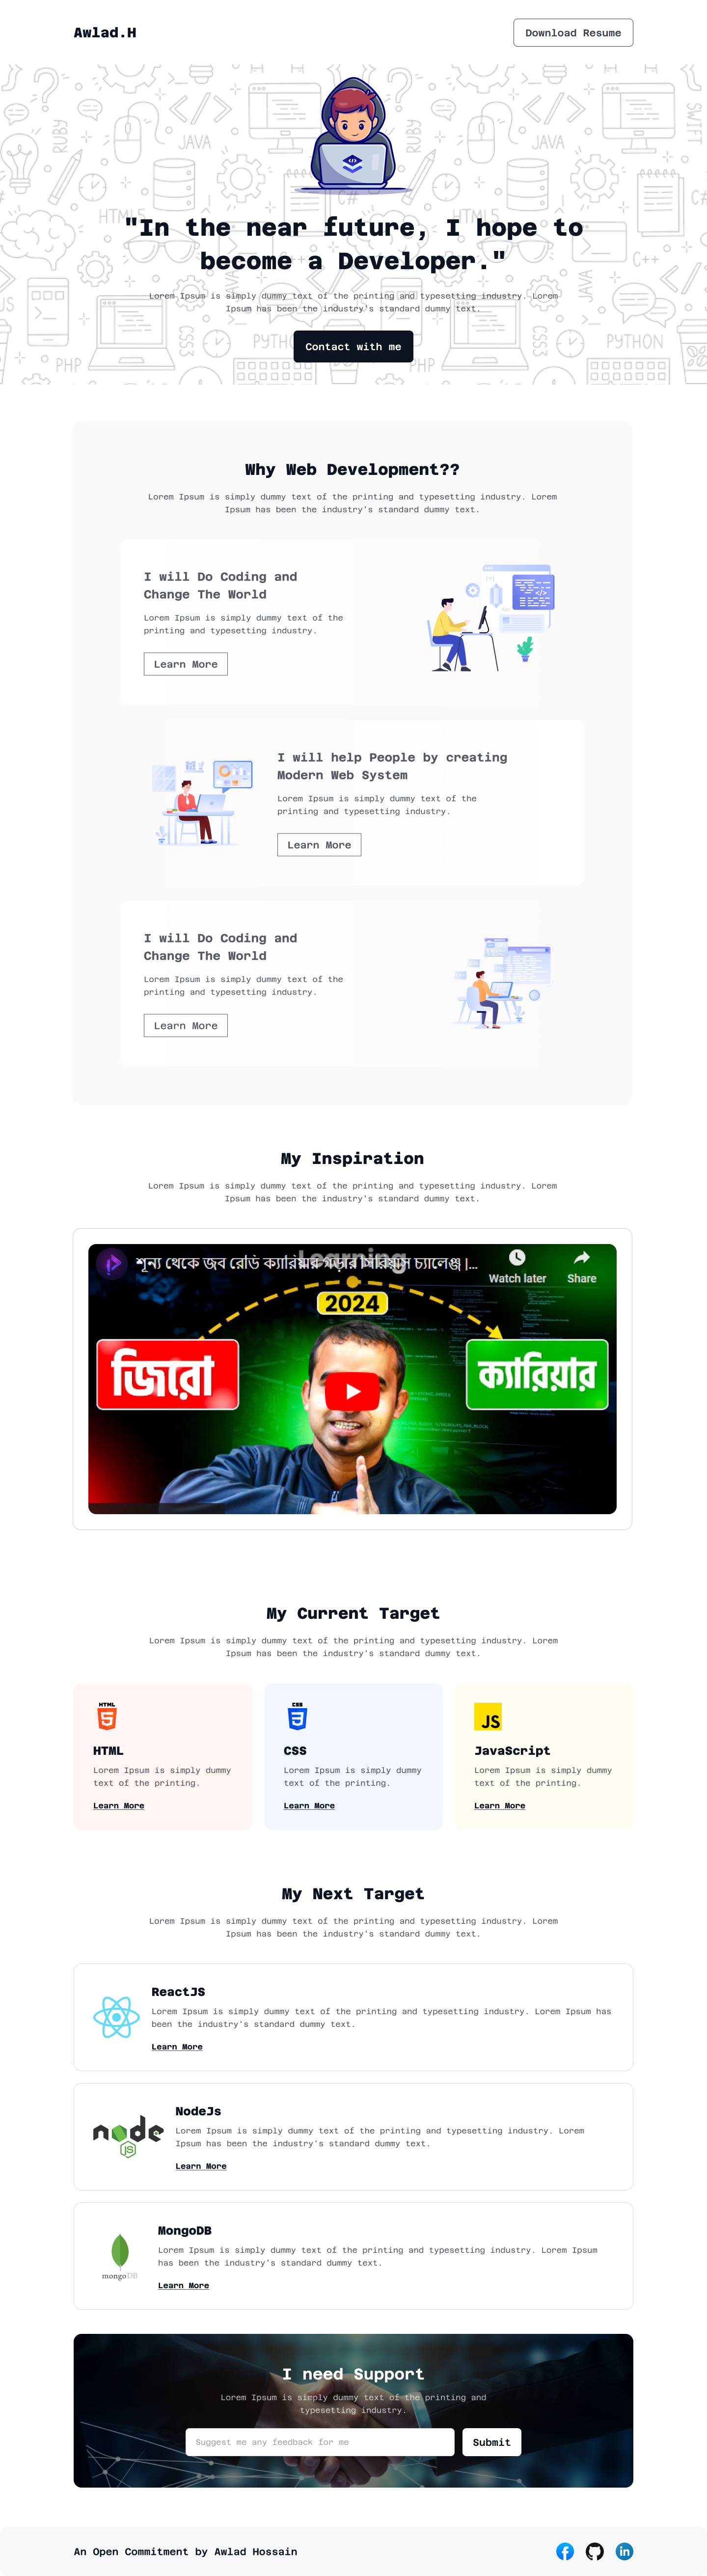 Awlad.H
Download Resume
"In the near future, I hope to
become a Developer."
Lorem Ipsum is simply dummy text of the printing and typesetting industry. Lorem
Ipsum has been the industry's standard dummy text.
Contact with me
Why Web Development??
Lorem Ipsum is simply dummy text of the printing and typesetting industry. Lorem
Ipsum has been the industry's standard dummy text.
I will Do Coding and
Change The World
Lorem Ipsum is simply dummy text of the
printing and typesetting industry.
Learn More
I will help People by creating
Modern Web System
Lorem Ipsum is simply dummy text of the
printing and typesetting industry.
Learn More
I will Do Coding and
Change The World
Lorem Ipsum is simply dummy text of the
printing and typesetting industry.
Learn More
My Inspiration
Lorem Ipsum is simply dummy text of the printing and typesetting industry. Lorem
Ipsum has been the industry's standard dummy text.
Learning
শূন্য থেকে জব রেডি ক্যারিয়ার গড়ার সিরিয়াস চ্যালেঞ্জ।...
Watch later
Share
2024
জিরো
ক্যারিয়ার
My Current Target
Lorem Ipsum is simply dummy text of the printing and typesetting industry. Lorem
Ipsum has been the industry's standard dummy text.
HTML
HTML
Lorem Ipsum is simply dummy
text of the printing.
Learn More
CSS
CSS
Lorem Ipsum is simply dummy
text of the printing.
Learn More
JS
JavaScript
Lorem Ipsum is simply dummy
text of the printing.
Learn More
My Next Target
Lorem Ipsum is simply dummy text of the printing and typesetting industry. Lorem
Ipsum has been the industry's standard dummy text.
ReactJS
Lorem Ipsum is simply dummy text of the printing and typesetting industry. Lorem Ipsum has
been the industry's standard dummy text.
Learn More
node
JS
NodeJs
Lorem Ipsum is simply dummy text of the printing and typesetting industry. Lorem
Ipsum has been the industry's standard dummy text.
Learn More
mongoDB
MongoDB
Lorem Ipsum is simply dummy text of the printing and typesetting industry. Lorem Ipsum
has been the industry's standard dummy text.
Learn More
I need Support
Lorem Ipsum is simply dummy text of the printing and
typesetting industry.
Suggest me any feedback for me
Submit
An Open Commitment by Awlad Hossain